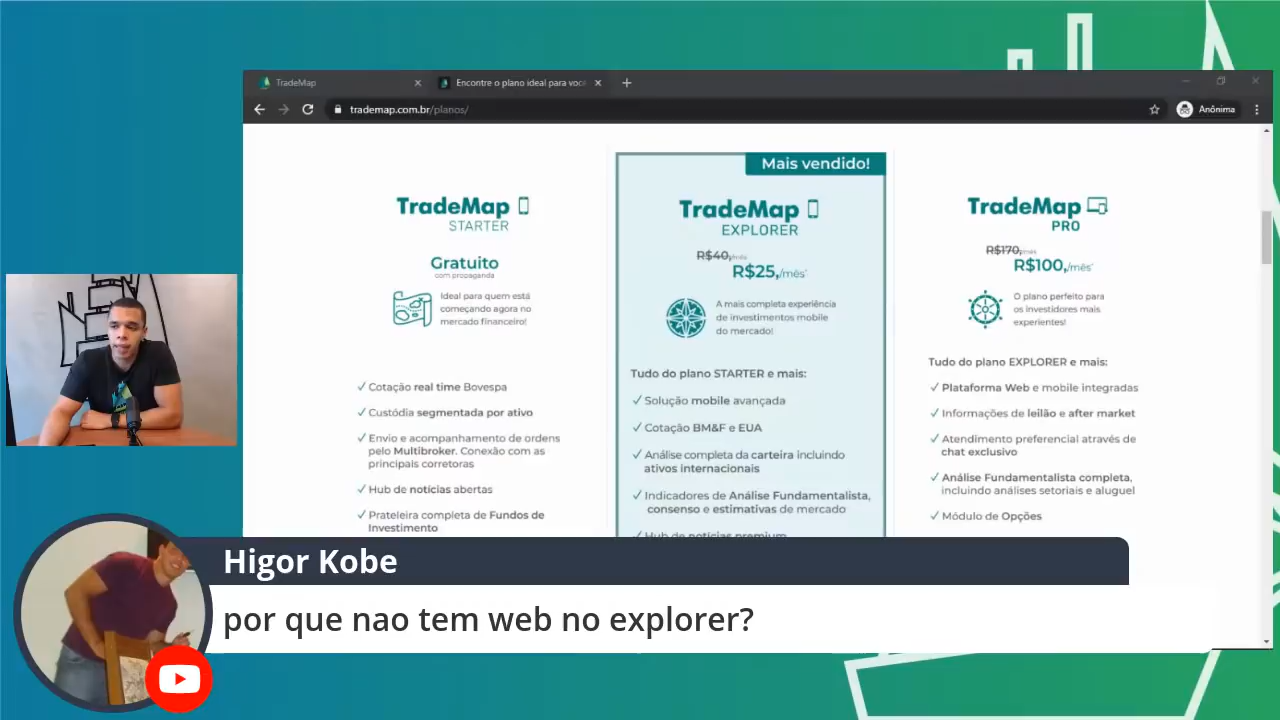 TradeMap
Encontre o plano ideal para você
trademap.com.br/planos/
Anônima
TradeMap
STARTER
Gratuito
com propaganda
Ideal para quem está
começando agora no
mercado financeiro!
✓ Cotação real time Bovespa
✓ Custódia segmentada por ativo
✓ Envio e acompanhamento de ordens
pelo Multibroker. Conexão com as
principais corretoras
✓ Hub de notícias abertas
✓ Prateleira completa de Fundos de
Investimento
Mais vendido!
TradeMap
EXPLORER
R$40,/mês
R$25,/mês*
A mais completa experiência
de investimentos mobile
do mercado!
Tudo do plano STARTER e mais:
✓ Solução mobile avançada
✓ Cotação BM&F e EUA
✓ Análise completa da carteira incluindo
ativos internacionais
✓ Indicadores de Análise Fundamentalista,
consenso e estimativas de mercado
✓ Hub de notícias premium
TradeMap
PRO
R$170,/mês
R$100,/mês*
O plano perfeito para
os investidores mais
experientes!
Tudo do plano EXPLORER e mais:
✓ Plataforma Web e mobile integradas
✓ Informações de leilão e after market
✓ Atendimento preferencial através de
chat exclusivo
✓ Análise Fundamentalista completa,
incluindo análises setoriais e aluguel
✓ Módulo de Opções
Higor Kobe
por que nao tem web no explorer?